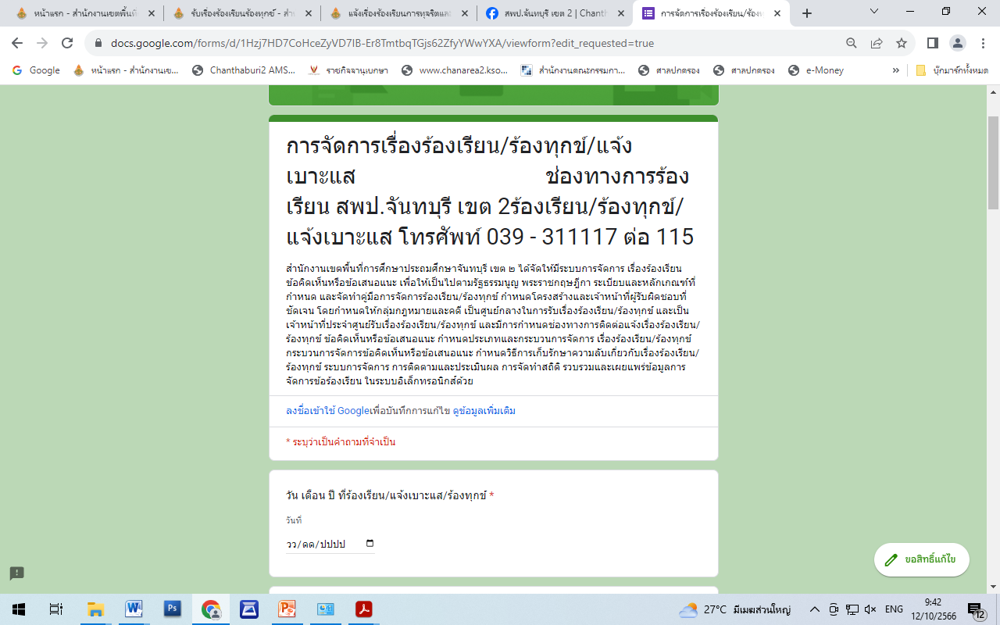 หน้าแรก - สำนักงานเขตพื้นที่
รับเรื่องร้องเรียนร้องทุกข์ - สำ
แจ้งเรื่องร้องเรียนการทุจริตและ
สพป.จันทบุรี เขต 2 | Chanth
การจัดการเรื่องร้องเรียน/ร้องท
docs.google.com/forms/d/1Hzj7HD7CoHceZyVD7IB-Er8TmtbqTGjs62ZfyYWwYXA/viewform?edit_requested=true
Google
หน้าแรก - สำนักงานเข...
Chanthaburi2 AMS...
ราชกิจจานุเบกษา
www.chanarea2.kso...
สำนักงานคณะกรรมกา...
ศาลปกครอง
ศาลปกครอง
e-Money
»
บุ๊กมาร์กทั้งหมด
การจัดการเรื่องร้องเรียน/ร้องทุกข์/แจ้ง
เบาะแส ช่องทางการร้อง
เรียน สพป.จันทบุรี เขต 2ร้องเรียน/ร้องทุกข์/
แจ้งเบาะแส โทรศัพท์ 039 - 311117 ต่อ 115
สำนักงานเขตพื้นที่การศึกษาประถมศึกษาจันทบุรี เขต ๒ ได้จัดให้มีระบบการจัดการ เรื่องร้องเรียน
ข้อคิดเห็นหรือข้อเสนอแนะ เพื่อให้เป็นไปตามรัฐธรรมนูญ พระราชกฤษฎีกา ระเบียบและหลักเกณฑ์ที่
กำหนด และจัดทำคู่มือการจัดการร้องเรียน/ร้องทุกข์ กำหนดโครงสร้างและเจ้าหน้าที่ผู้รับผิดชอบที่
ชัดเจน โดยกำหนดให้กลุ่มกฎหมายและคดี เป็นศูนย์กลางในการรับเรื่องร้องเรียน/ร้องทุกข์ และเป็น
เจ้าหน้าที่ประจำศูนย์รับเรื่องร้องเรียน/ร้องทุกข์ และมีการกำหนดช่องทางการติดต่อแจ้งเรื่องร้องเรียน/
ร้องทุกข์ ข้อคิดเห็นหรือข้อเสนอแนะ กำหนดประเภทและกระบวนการจัดการ เรื่องร้องเรียน/ร้องทุกข์
กระบวนการจัดการข้อคิดเห็นหรือข้อเสนอแนะ กำหนดวิธีการเก็บรักษาความลับเกี่ยวกับเรื่องร้องเรียน/
ร้องทุกข์ ระบบการจัดการ การติดตามและประเมินผล การจัดทำสถิติ รวบรวมและเผยแพร่ข้อมูลการ
จัดการข้อร้องเรียน ในระบบอิเล็กทรอนิกส์ด้วย
ลงชื่อเข้าใช้ Googleเพื่อบันทึกการแก้ไข ดูข้อมูลเพิ่มเติม
* ระบุว่าเป็นคำถามที่จำเป็น
วัน เดือน ปี ที่ร้องเรียน/แจ้งเบาะแส/ร้องทุกข์ *
วันที่
วว/ดด/ปปปป
ขอสิทธิ์แก้ไข
27°C มีเมฆส่วนใหญ่
ENG
9:42
12/10/2566
12